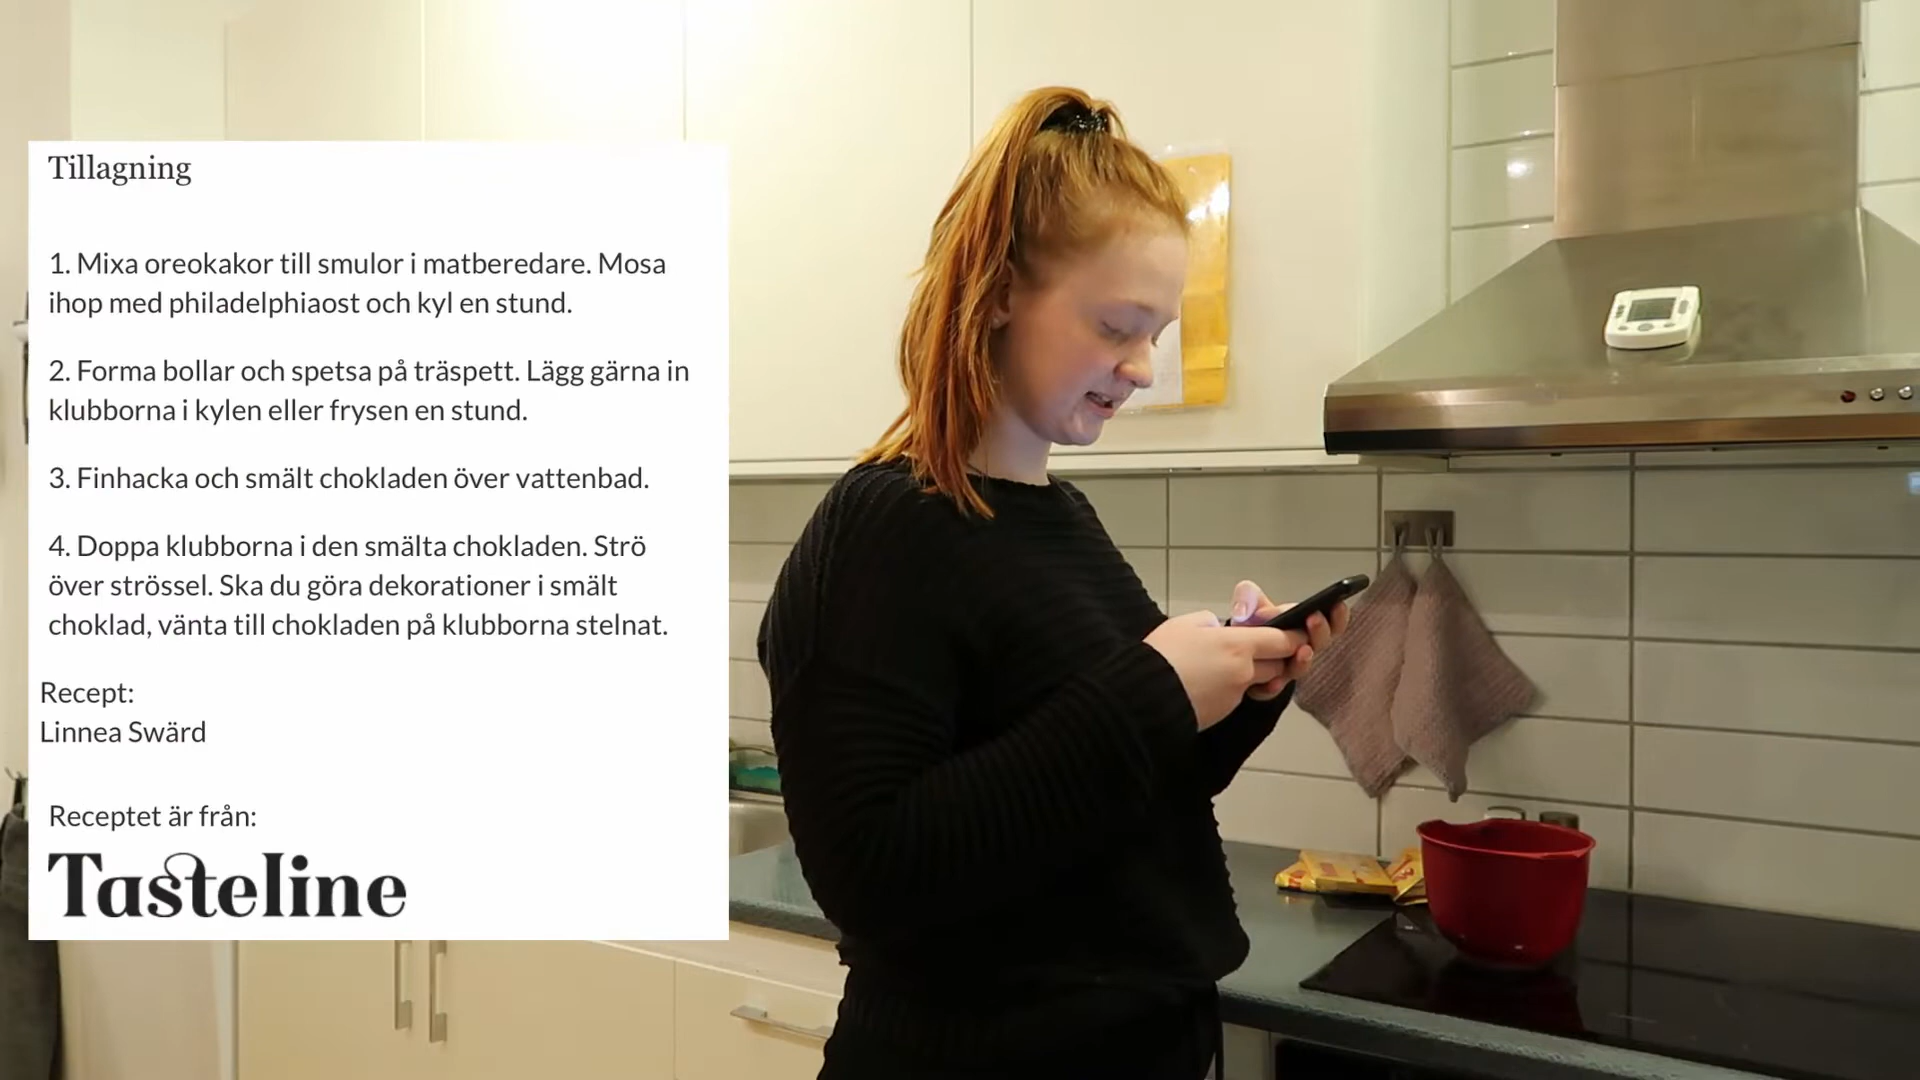 Tillagning
1. Mixa oreokakor till smulor i matberedare. Mosa
ihop med philadelphiaost och kyl en stund.
2. Forma bollar och spetsa på träspett. Lägg gärna in
klubborna i kylen eller frysen en stund.
3. Finhacka och smält chokladen över vattenbad.
4. Doppa klubborna i den smälta chokladen. Strö
över strössel. Ska du göra dekorationer i smält
choklad, vänta till chokladen på klubborna stelnat.
Recept:
Linnea Swärd
Receptet är från:
Tasteline